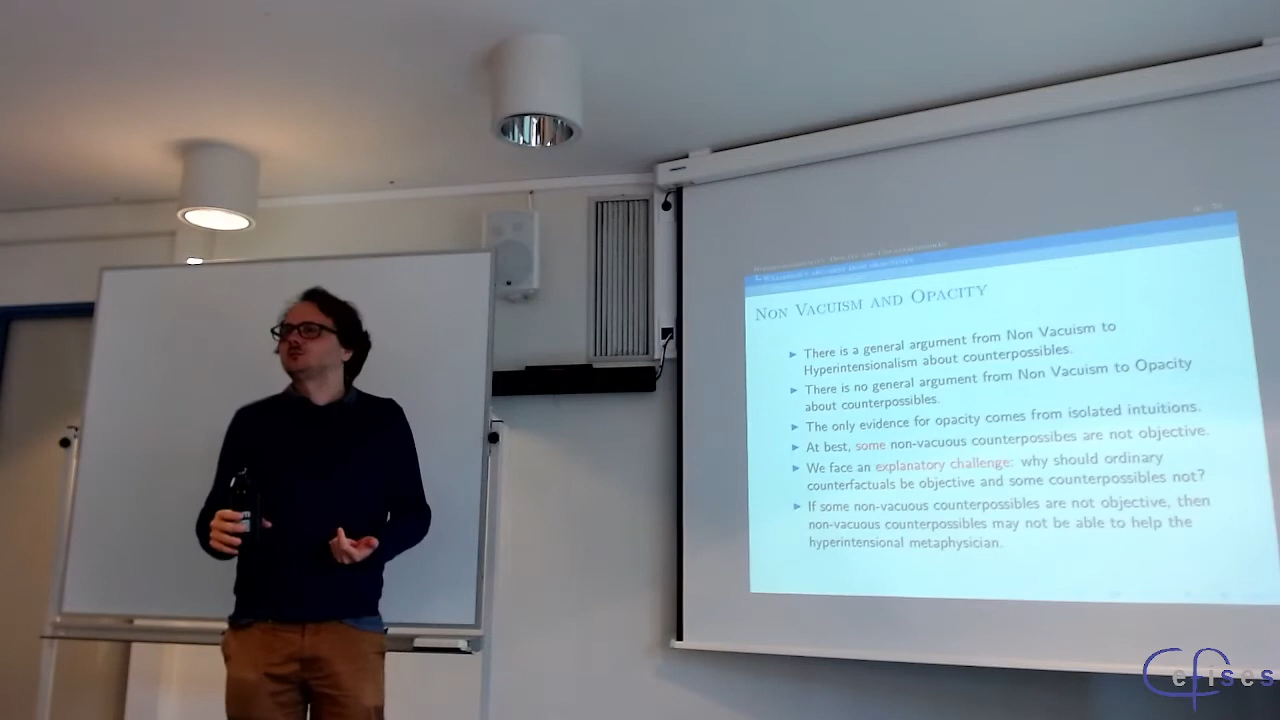 NON VACUISM AND OPACITY
There is a general argument from Non Vacuism to
Hyperintensionalism about counterpossibles.
There is no general argument from Non Vacuism to Opacity
about counterpossibles.
The only evidence for opacity comes from isolated intuitions.
At best, some non-vacuous counterpossibes are not objective.
We face an explanatory challenge: why should ordinary
counterfactuals be objective and some counterpossibles not?
If some non-vacuous counterpossibles are not objective, then
non-vacuous counterpossibles may not be able to help the
hyperintensional metaphysician.
Cefises